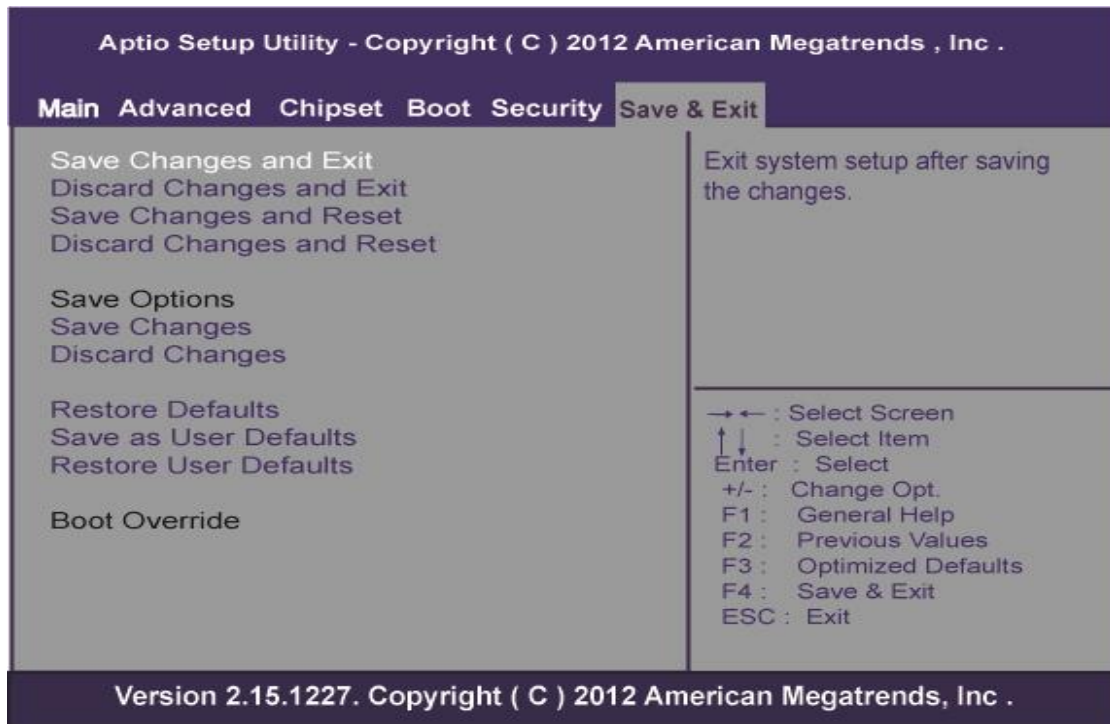 Aptio Setup Utility - Copyright ( C ) 2012 American Megatrends , Inc .
Main Advanced Chipset Boot Security Save & Exit
Save Changes and Exit
Discard Changes and Exit
Save Changes and Reset
Discard Changes and Reset
Save Options
Save Changes
Discard Changes
Restore Defaults
Save as User Defaults
Restore User Defaults
Boot Override
Exit system setup after saving
the changes.
→ ← : Select Screen
↑ ↓ : Select Item
Enter : Select
+/- : Change Opt.
F1 : General Help
F2 : Previous Values
F3 : Optimized Defaults
F4 : Save & Exit
ESC : Exit
Version 2.15.1227. Copyright ( C ) 2012 American Megatrends, Inc .